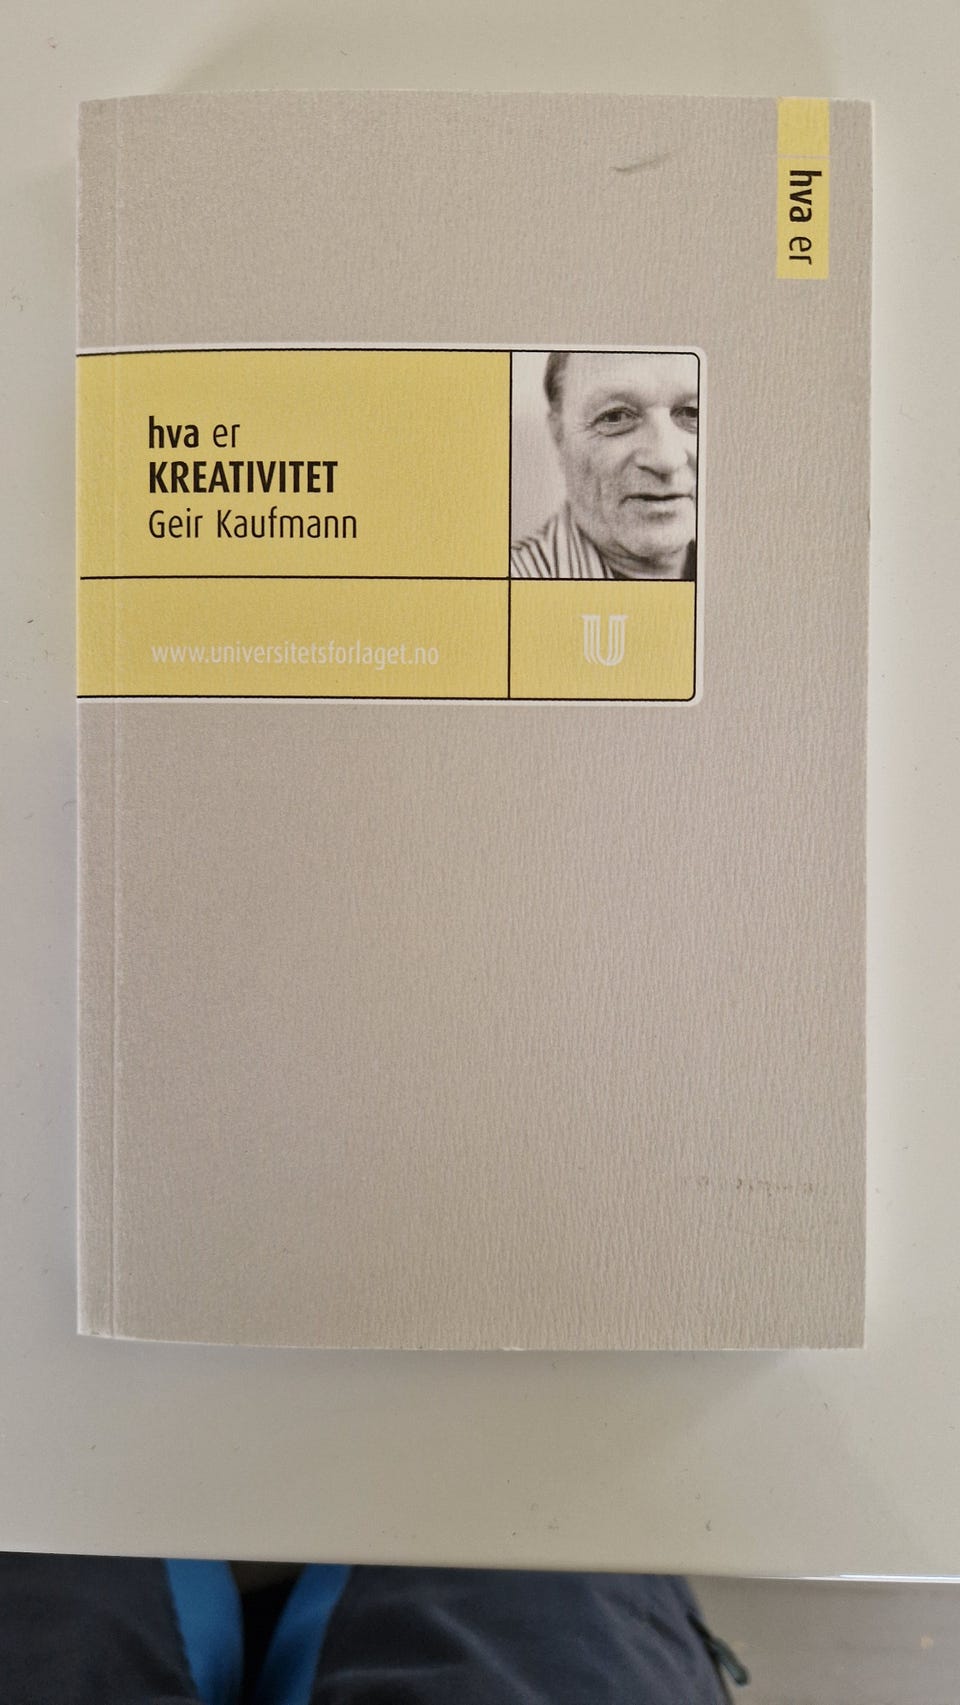 hva er
hva er
KREATIVITET
Geir Kaufmann
www.universitetsforlaget.no
U